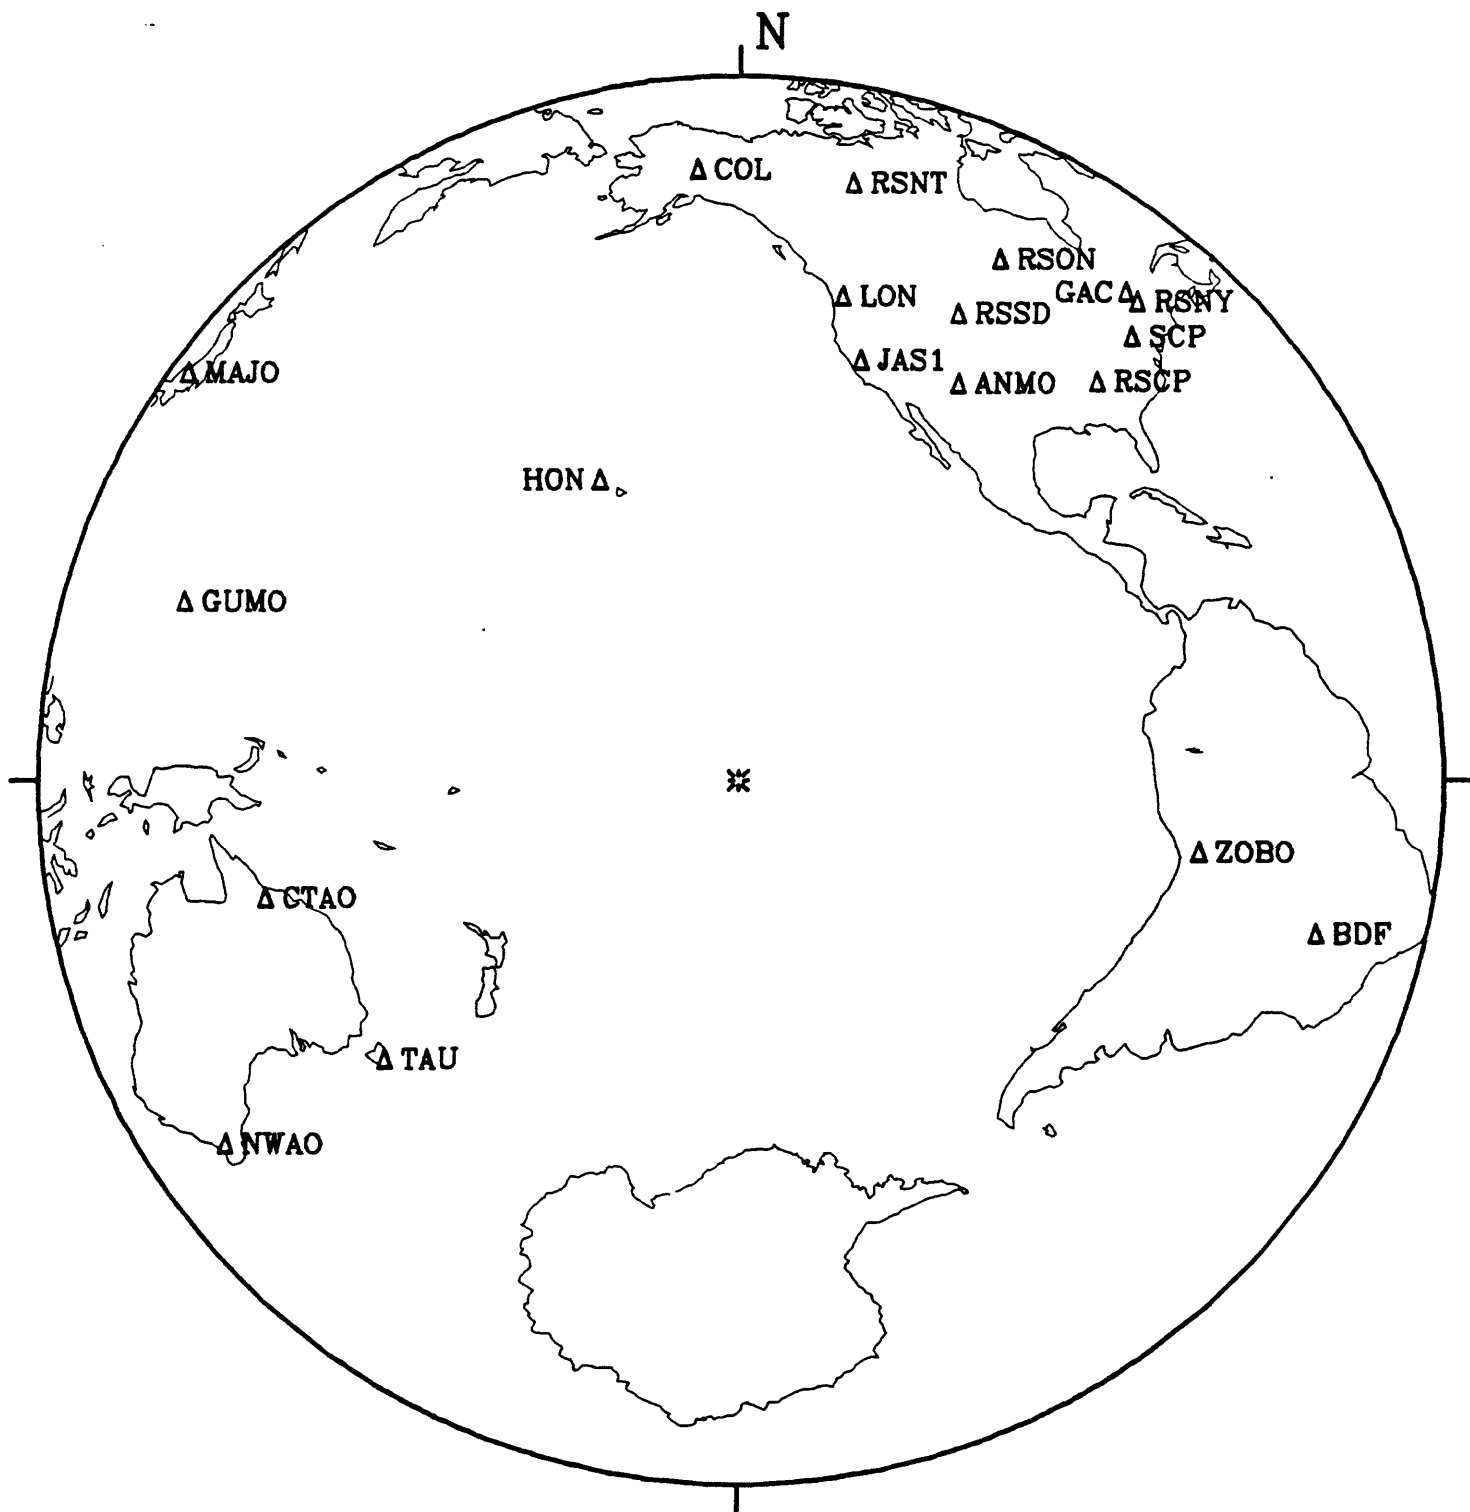 N
COL
RSNT
RSON
GAC
RSNY
LON
RSSD
SCP
JAS1
MAJO
ANMO
RSCP
HON
GUMO
ZOBO
CTAO
BDF
TAU
NWAO